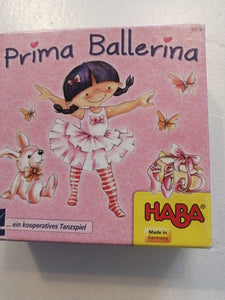 Prima Ballerina
... ein kooperatives Tanzspiel
HABA®
Made in
Germany